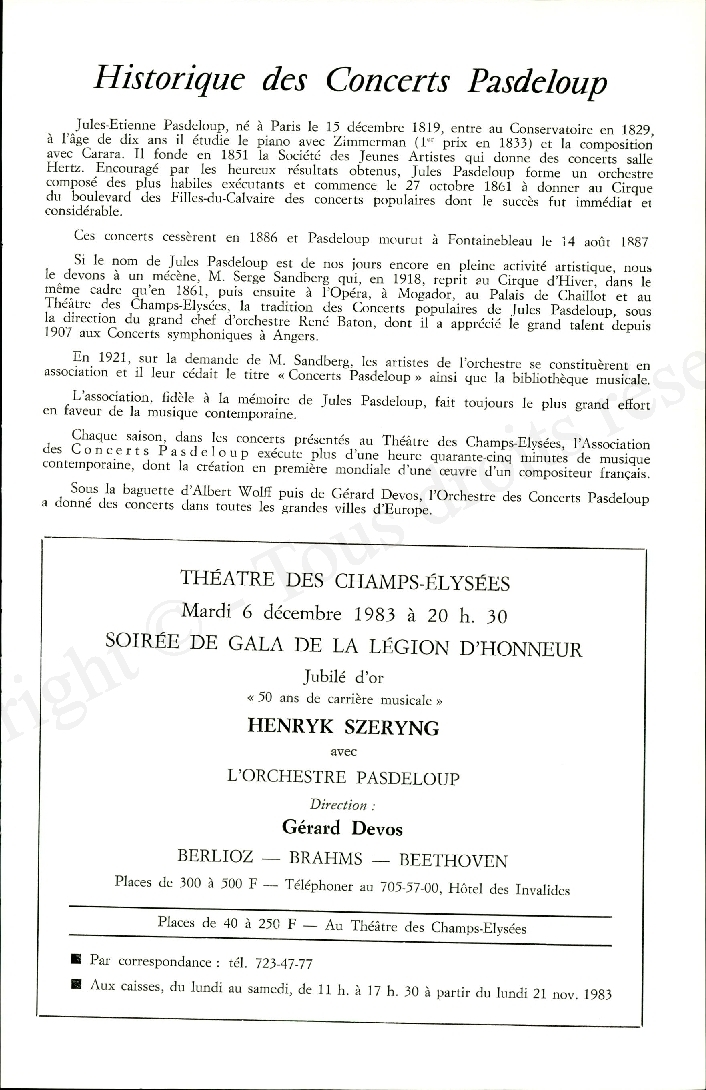 Historique des Concerts Pasdeloup
Jules-Etienne Pasdeloup, né à Paris le 15 décembre 1819, entre au Conservatoire en 1829,
à l'âge de dix ans il étudie le piano avec Zimmerman (1er prix en 1833) et la composition
avec Carara. Il fonde en 1851 la Société des Jeunes Artistes qui donne des concerts salle
Hertz. Encouragé par les heureux résultats obtenus, Jules Pasdeloup forme un orchestre
composé des plus habiles exécutants et commence le 27 octobre 1861 à donner au Cirque
du boulevard des Filles-du-Calvaire des concerts populaires dont le succès fut immédiat et
considérable.
Ces concerts cessèrent en 1886 et Pasdeloup mourut à Fontainebleau le 14 août 1887
Si le nom de Jules Pasdeloup est de nos jours encore en pleine activité artistique, nous
le devons à un mécène, M. Serge Sandberg qui, en 1918, reprit au Cirque d'Hiver, dans le
même cadre qu'en 1861, puis ensuite à l'Opéra, à Mogador, au Palais de Chaillot et au
Théâtre des Champs-Elysées, la tradition des Concerts populaires de Jules Pasdeloup, sous
la direction du grand chef d'orchestre René Baton, dont il a apprécié le grand talent depuis
1907 aux Concerts symphoniques à Angers.
En 1921, sur la demande de M. Sandberg, les artistes de l'orchestre se constituèrent en
association et il leur cédait le titre « Concerts Pasdeloup » ainsi que la bibliothèque musicale.
L'association, fidèle à la mémoire de Jules Pasdeloup, fait toujours le plus grand effort
en faveur de la musique contemporaine.
Chaque saison, dans les concerts présentés au Théâtre des Champs-Elysées, l'Association
des Concerts Pasdeloup exécute plus d'une heure quarante-cinq minutes de musique
contemporaine, dont la création en première mondiale d'une œuvre d'un compositeur français.
Sous la baguette d'Albert Wolff puis de Gérard Devos, l'Orchestre des Concerts Pasdeloup
a donné des concerts dans toutes les grandes villes d'Europe.
THÉATRE DES CHAMPS-ÉLYSÉES
Mardi 6 décembre 1983 à 20 h. 30
SOIRÉE DE GALA DE LA LÉGION D'HONNEUR
Jubilé d'or
« 50 ans de carrière musicale »
HENRYK SZERYNG
avec
L'ORCHESTRE PASDELOUP
Direction :
Gérard Devos
BERLIOZ — BRAHMS — BEETHOVEN
Places de 300 à 500 F — Téléphoner au 705-57-00, Hôtel des Invalides
Places de 40 à 250 F — Au Théâtre des Champs-Elysées
■ Par correspondance : tél. 723-47-77
■ Aux caisses, du lundi au samedi, de 11 h. à 17 h. 30 à partir du lundi 21 nov. 1983
right © - Tous droits rése